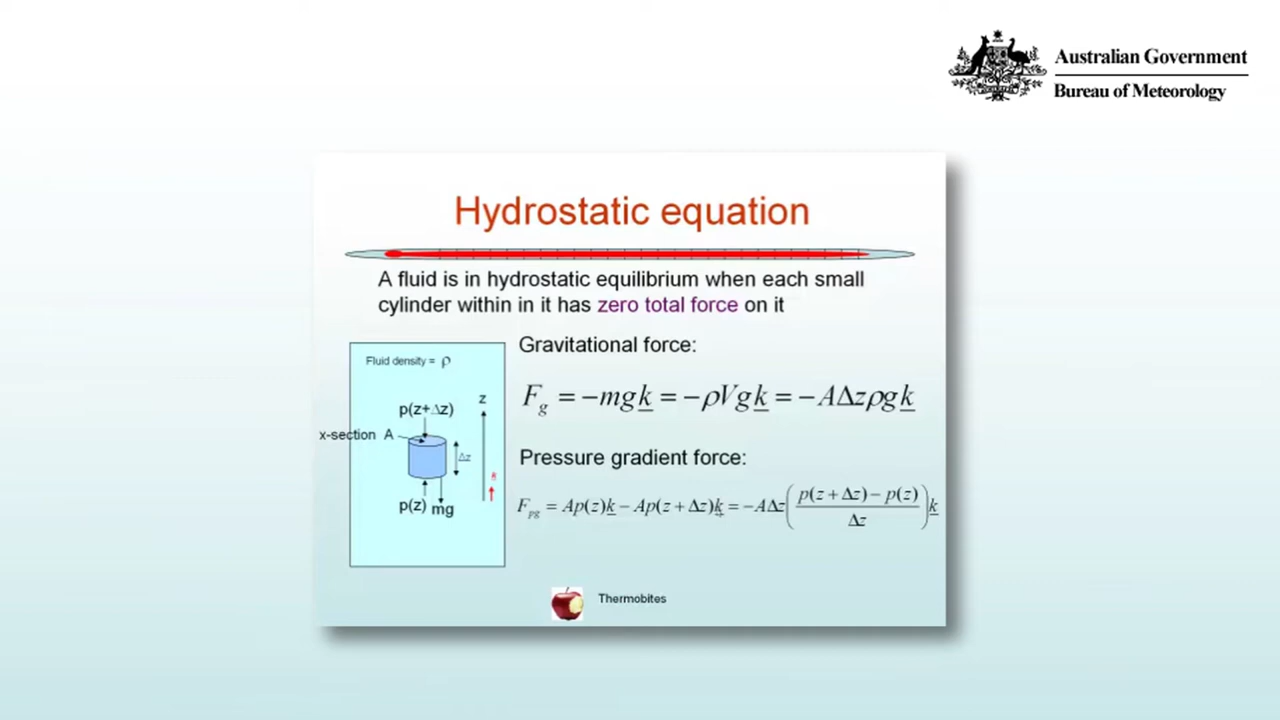 Australian Government
Bureau of Meteorology
Hydrostatic equation
A fluid is in hydrostatic equilibrium when each small
cylinder within in it has zero total force on it
Gravitational force:
F_g = −mgk = −ρVgk = −AΔzρgk
Pressure gradient force:
F_pg = Ap(z)k − Ap(z + Δz)k = −AΔz(p(z + Δz) − p(z) / Δz)k
Fluid density = ρ
z
p(z+Δz)
x-section A
Δz
p(z) mg
Thermobites